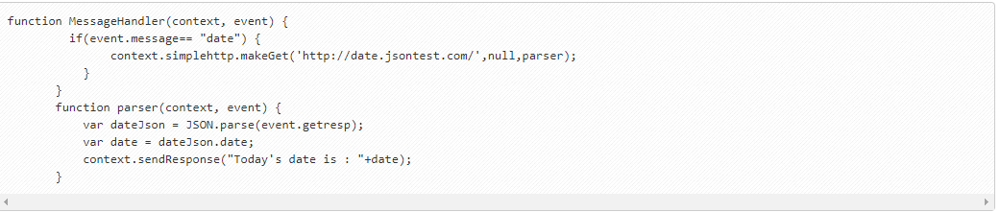 function MessageHandler(context, event) {
if(event.message== "date") {
context.simplehttp.makeGet('http://date.jsontest.com/',null,parser);
}
}
function parser(context, event) {
var dateJson = JSON.parse(event.getresp);
var date = dateJson.date;
context.sendResponse("Today's date is : "+date);
}